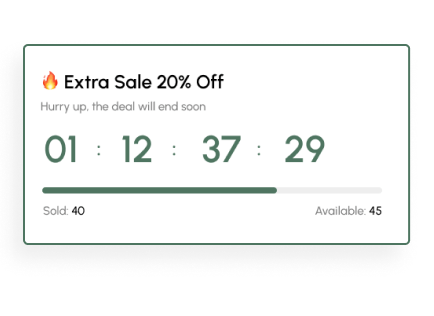 🔥 Extra Sale 20% Off
Hurry up, the deal will end soon
01 : 12 : 37 : 29
Sold: 40 Available: 45